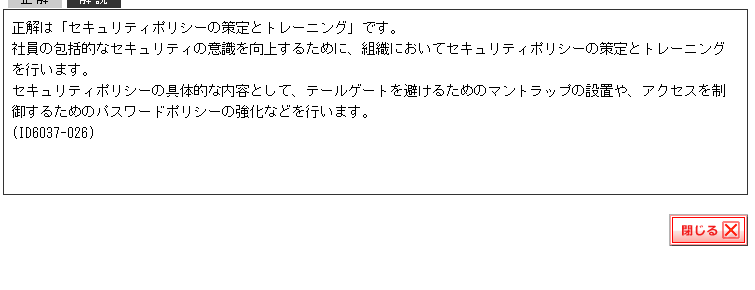 正解 解説
正解は「セキュリティポリシーの策定とトレーニング」です。
社員の包括的なセキュリティの意識を向上するために、組織においてセキュリティポリシーの策定とトレーニング
を行います。
セキュリティポリシーの具体的な内容として、テールゲートを避けるためのマントラップの設置や、アクセスを制
御するためのパスワードポリシーの強化などを行います。
(ID6037-026)
閉じる